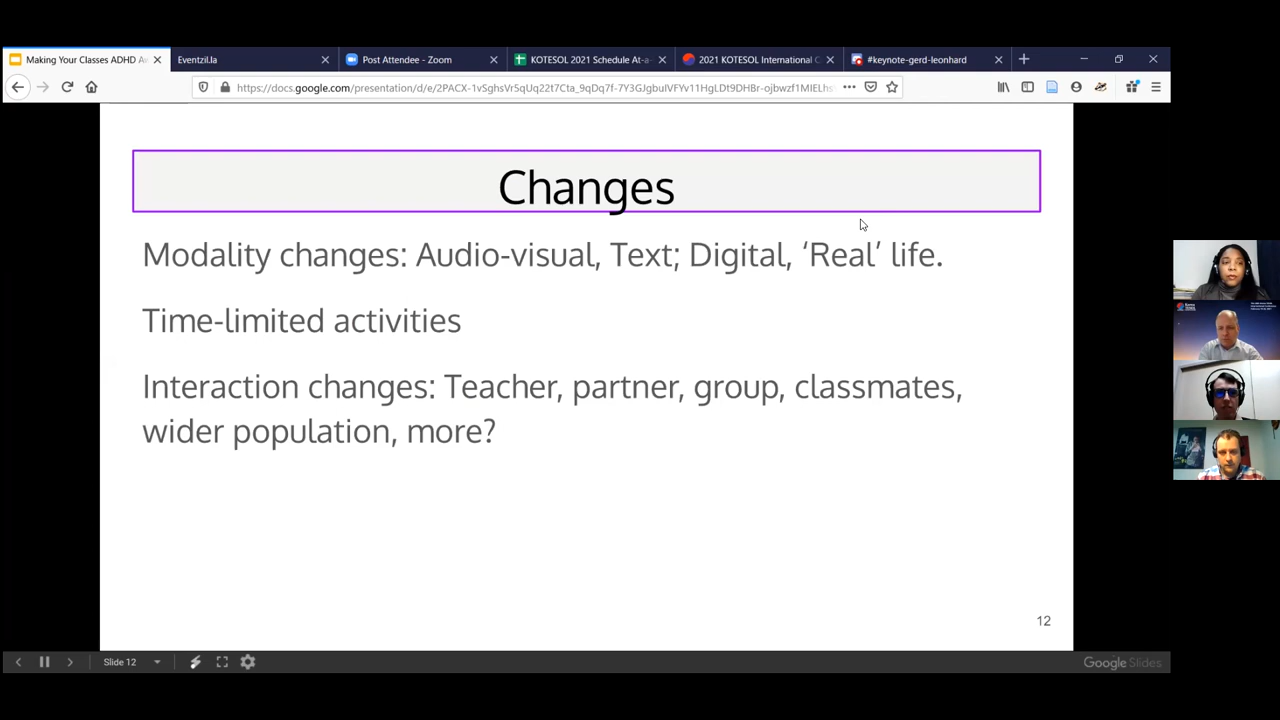 Making Your Classes ADHD Aw
Eventzil.la
Post Attendee - Zoom
KOTESOL 2021 Schedule At-a-
2021 KOTESOL International C
#keynote-gerd-leonhard
Changes
Modality changes: Audio-visual, Text; Digital, ‘Real’ life.
Time-limited activities
Interaction changes: Teacher, partner, group, classmates,
wider population, more?
12
Slide 12
Google Slides